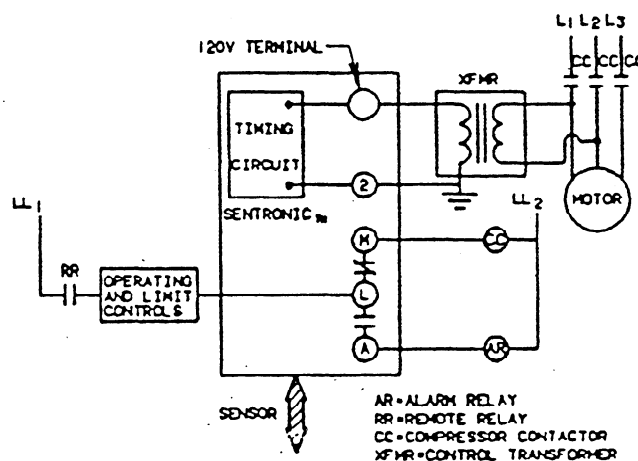 L1 L2 L3
CC CC CC
120V TERMINAL
XFMR
TIMING
CIRCUIT
2
SENTRONIC TM
MOTOR
LL1
LL2
RR
OPERATING
AND LIMIT
CONTROLS
M
CC
L
A
AR
SENSOR
AR=ALARM RELAY
RR=REMOTE RELAY
CC=COMPRESSOR CONTACTOR
XFMR=CONTROL TRANSFORMER